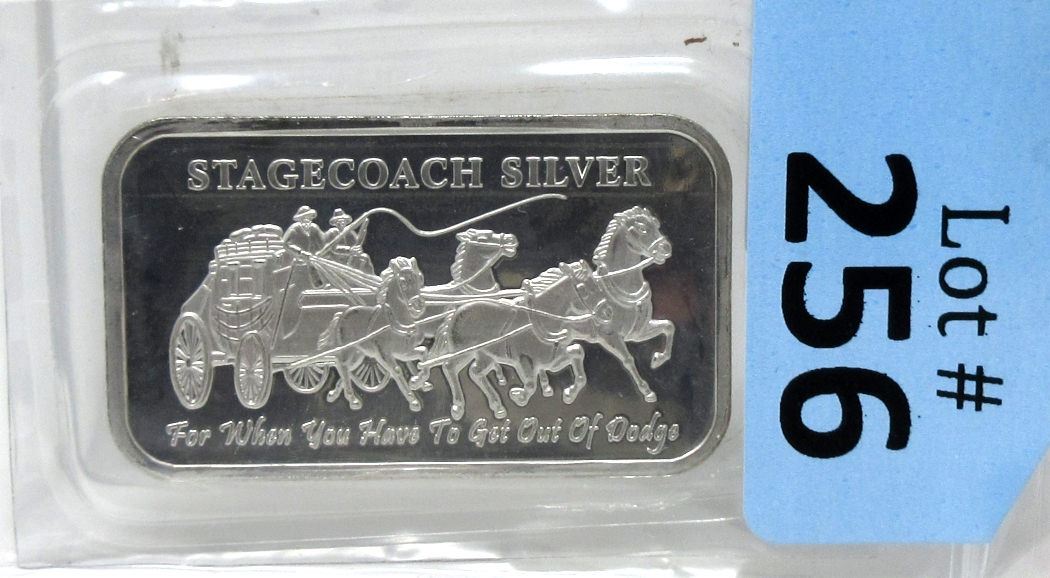 STAGECOACH SILVER
For When You Have To Get Out Of Dodge
Lot #
256